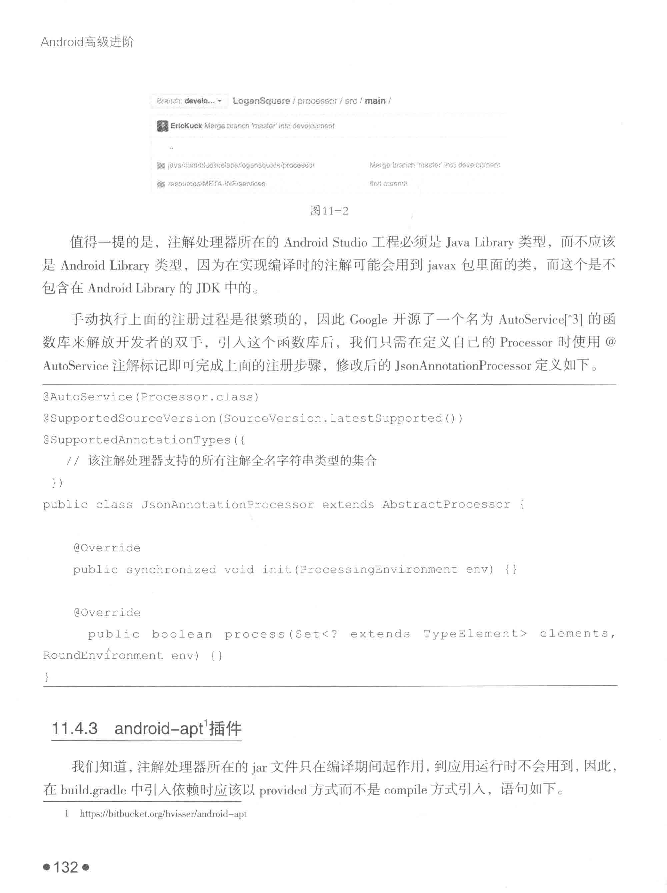 Android高级进阶
Branch: develo... LoganSquare / processor / src / main /
EricKuck Merge branch 'master' into development
..
java/com/bluelinelabs/logansquare/processor Merge branch 'master' into development
resources/META-INF/services first commit
图11-2
值得一提的是，注解处理器所在的 Android Studio 工程必须是 Java Library 类型，而不应该
是 Android Library 类型，因为在实现编译时的注解可能会用到 javax 包里面的类，而这个是不
包含在 Android Library 的 JDK 中的。
手动执行上面的注册过程是很繁琐的，因此 Google 开源了一个名为 AutoService[^3] 的函
数库来解放开发者的双手，引入这个函数库后，我们只需在定义自己的 Processor 时使用 @
AutoService 注解标记即可完成上面的注册步骤，修改后的 JsonAnnotationProcessor 定义如下。
@AutoService(Processor.class)
@SupportedSourceVersion(SourceVersion.latestSupported())
@SupportedAnnotationTypes({
// 该注解处理器支持的所有注解全名字符串类型的集合
})
public class JsonAnnotationProcessor extends AbstractProcessor {
@Override
public synchronized void init(ProcessingEnvironment env) {}
@Override
public boolean process(Set<? extends TypeElement> elements,
RoundEnvironment env) {}
}
11.4.3 android-apt1插件
我们知道，注解处理器所在的 jar 文件只在编译期间起作用，到应用运行时不会用到，因此，
在 build.gradle 中引入依赖时应该以 provided 方式而不是 compile 方式引入，语句如下。
1 https://bitbucket.org/hvisser/android-apt
●132●